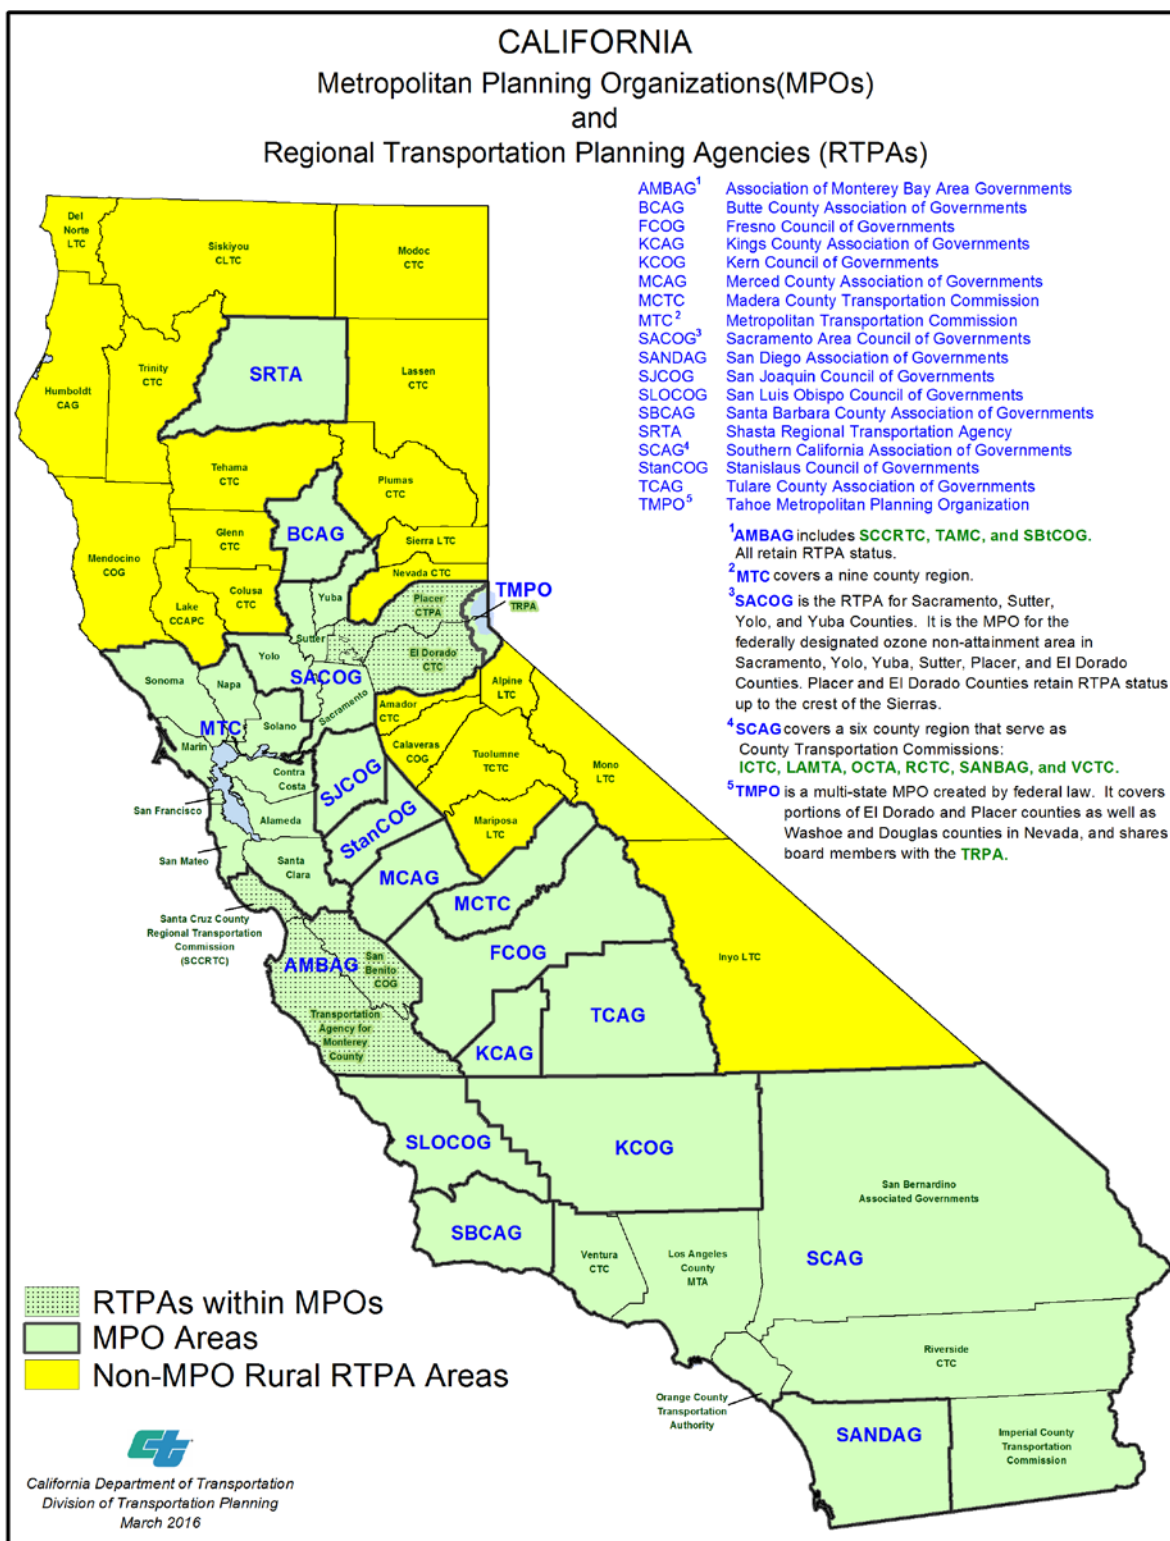 CALIFORNIA
Metropolitan Planning Organizations(MPOs)
and
Regional Transportation Planning Agencies (RTPAs)
AMBAG1 Association of Monterey Bay Area Governments
BCAG Butte County Association of Governments
FCOG Fresno Council of Governments
KCAG Kings County Association of Governments
KCOG Kern Council of Governments
MCAG Merced County Association of Governments
MCTC Madera County Transportation Commission
MTC2 Metropolitan Transportation Commission
SACOG3 Sacramento Area Council of Governments
SANDAG San Diego Association of Governments
SJCOG San Joaquin Council of Governments
SLOCOG San Luis Obispo Council of Governments
SBCAG Santa Barbara County Association of Governments
SRTA Shasta Regional Transportation Agency
SCAG4 Southern California Association of Governments
StanCOG Stanislaus Council of Governments
TCAG Tulare County Association of Governments
TMPO5 Tahoe Metropolitan Planning Organization
1AMBAG includes SCCRTC, TAMC, and SBtCOG.
All retain RTPA status.
2MTC covers a nine county region.
3SACOG is the RTPA for Sacramento, Sutter,
Yolo, and Yuba Counties. It is the MPO for the
federally designated ozone non-attainment area in
Sacramento, Yolo, Yuba, Sutter, Placer, and El Dorado
Counties. Placer and El Dorado Counties retain RTPA status
up to the crest of the Sierras.
4SCAG covers a six county region that serve as
County Transportation Commissions:
ICTC, LAMTA, OCTA, RCTC, SANBAG, and VCTC.
5TMPO is a multi-state MPO created by federal law. It covers
portions of El Dorado and Placer counties as well as
Washoe and Douglas counties in Nevada, and shares
board members with the TRPA.
Del
Norte
LTC
Siskiyou
CLTC
Modoc
CTC
Humboldt
CAG
Trinity
CTC
SRTA
Lassen
CTC
Tehama
CTC
Plumas
CTC
BCAG
Glenn
CTC
Sierra LTC
Mendocino
COG
Nevada CTC
Colusa
CTC
Lake
CCAPC
Yuba
Placer
CTPA
TMPO
TRPA
Sutter
El Dorado
CTC
Yolo
SACOG
Sacramento
Sonoma
Napa
Alpine
LTC
Amador
CTC
Solano
MTC
Marin
Calaveras
COG
Tuolumne
TCTC
Mono
LTC
Contra
Costa
SJCOG
San Francisco
Alameda
StanCOG
Mariposa
LTC
San Mateo
Santa
Clara
MCAG
MCTC
Santa Cruz County
Regional Transportation
Commission
(SCCRTC)
AMBAG
San
Benito
COG
FCOG
Inyo LTC
Transportation
Agency for
Monterey
County
TCAG
KCAG
SLOCOG
KCOG
San Bernardino
Associated Governments
SBCAG
Ventura
CTC
Los Angeles
County
MTA
SCAG
Riverside
CTC
Orange County
Transportation
Authority
SANDAG
Imperial County
Transportation
Commission
RTPAs within MPOs
MPO Areas
Non-MPO Rural RTPA Areas
ct
California Department of Transportation
Division of Transportation Planning
March 2016